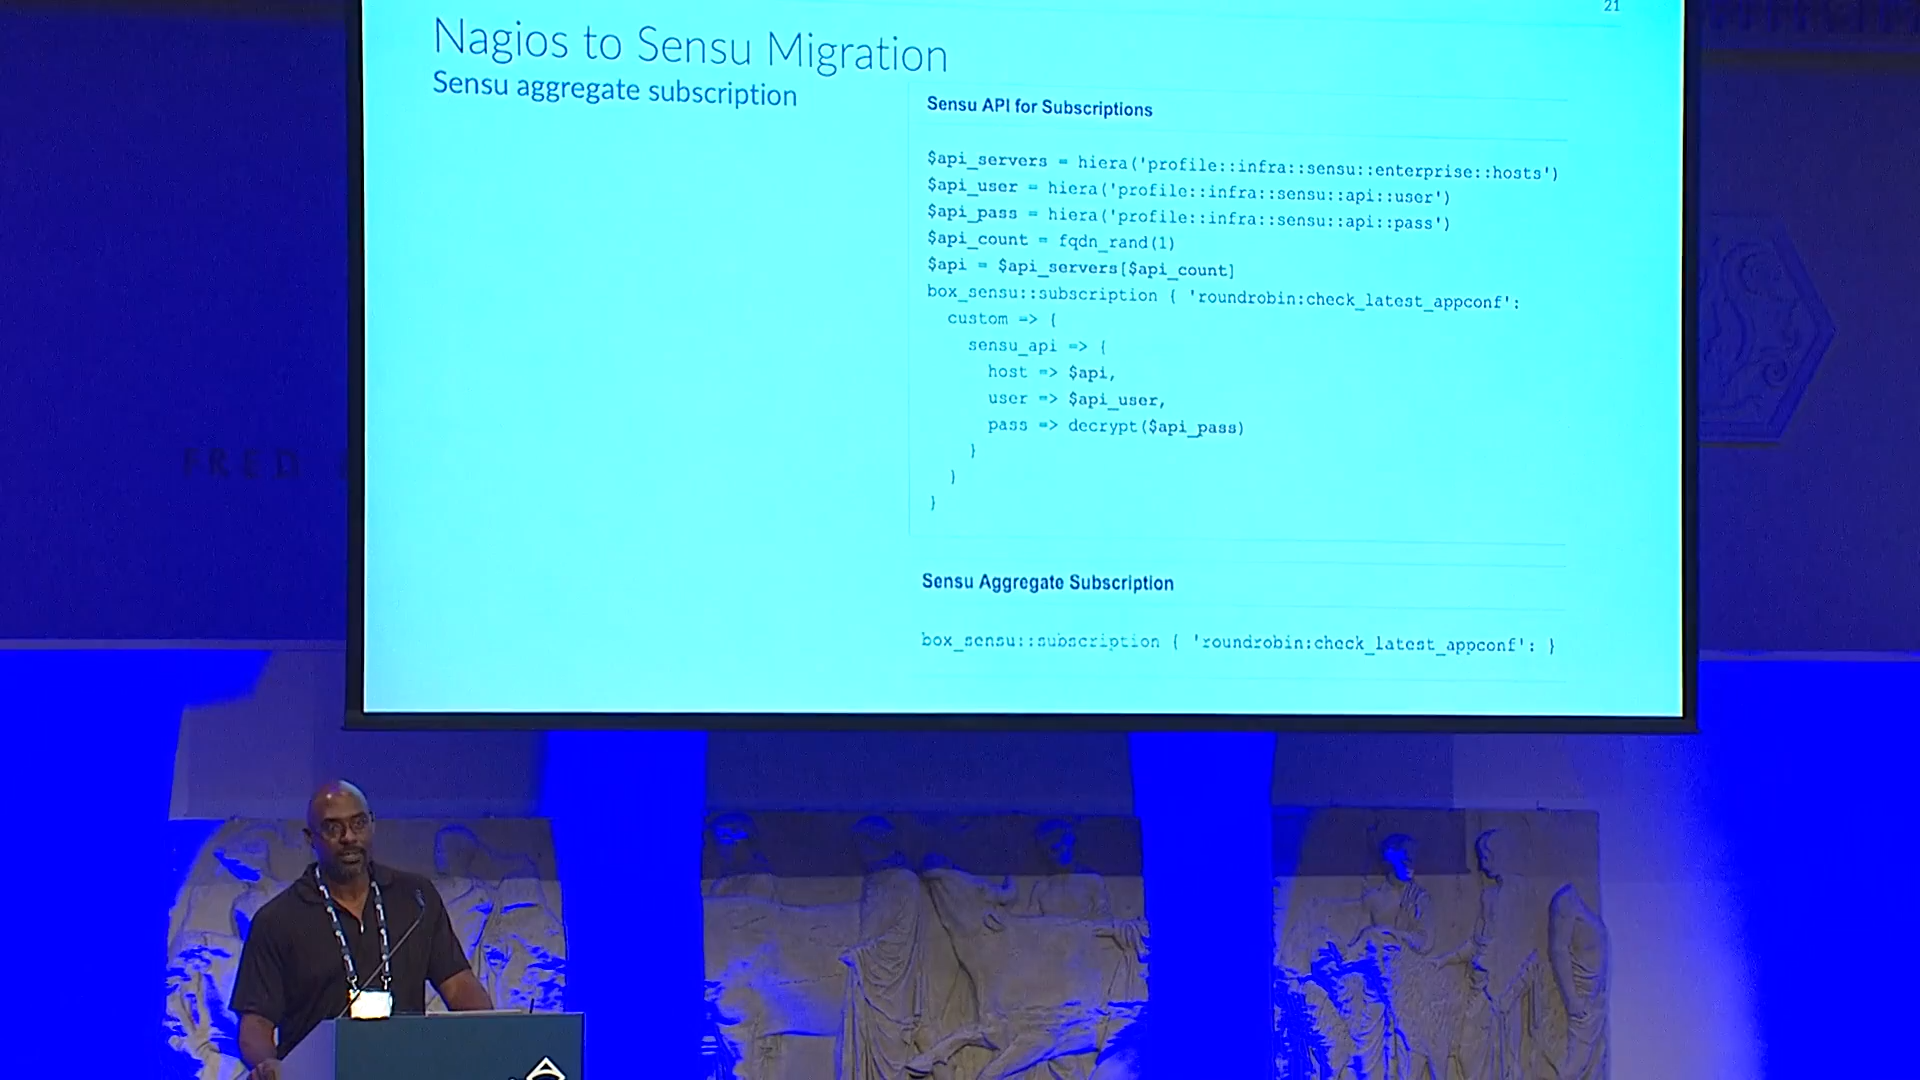 21
Nagios to Sensu Migration
Sensu aggregate subscription
Sensu API for Subscriptions
$api_servers = hiera('profile::infra::sensu::enterprise::hosts')
$api_user = hiera('profile::infra::sensu::api::user')
$api_pass = hiera('profile::infra::sensu::api::pass')
$api_count = fqdn_rand(1)
$api = $api_servers[$api_count]
box_sensu::subscription { 'roundrobin:check_latest_appconf':
custom => {
sensu_api => {
host => $api,
user => $api_user,
pass => decrypt($api_pass)
}
}
}
Sensu Aggregate Subscription
box_sensu::subscription { 'roundrobin:check_latest_appconf': }
FRED